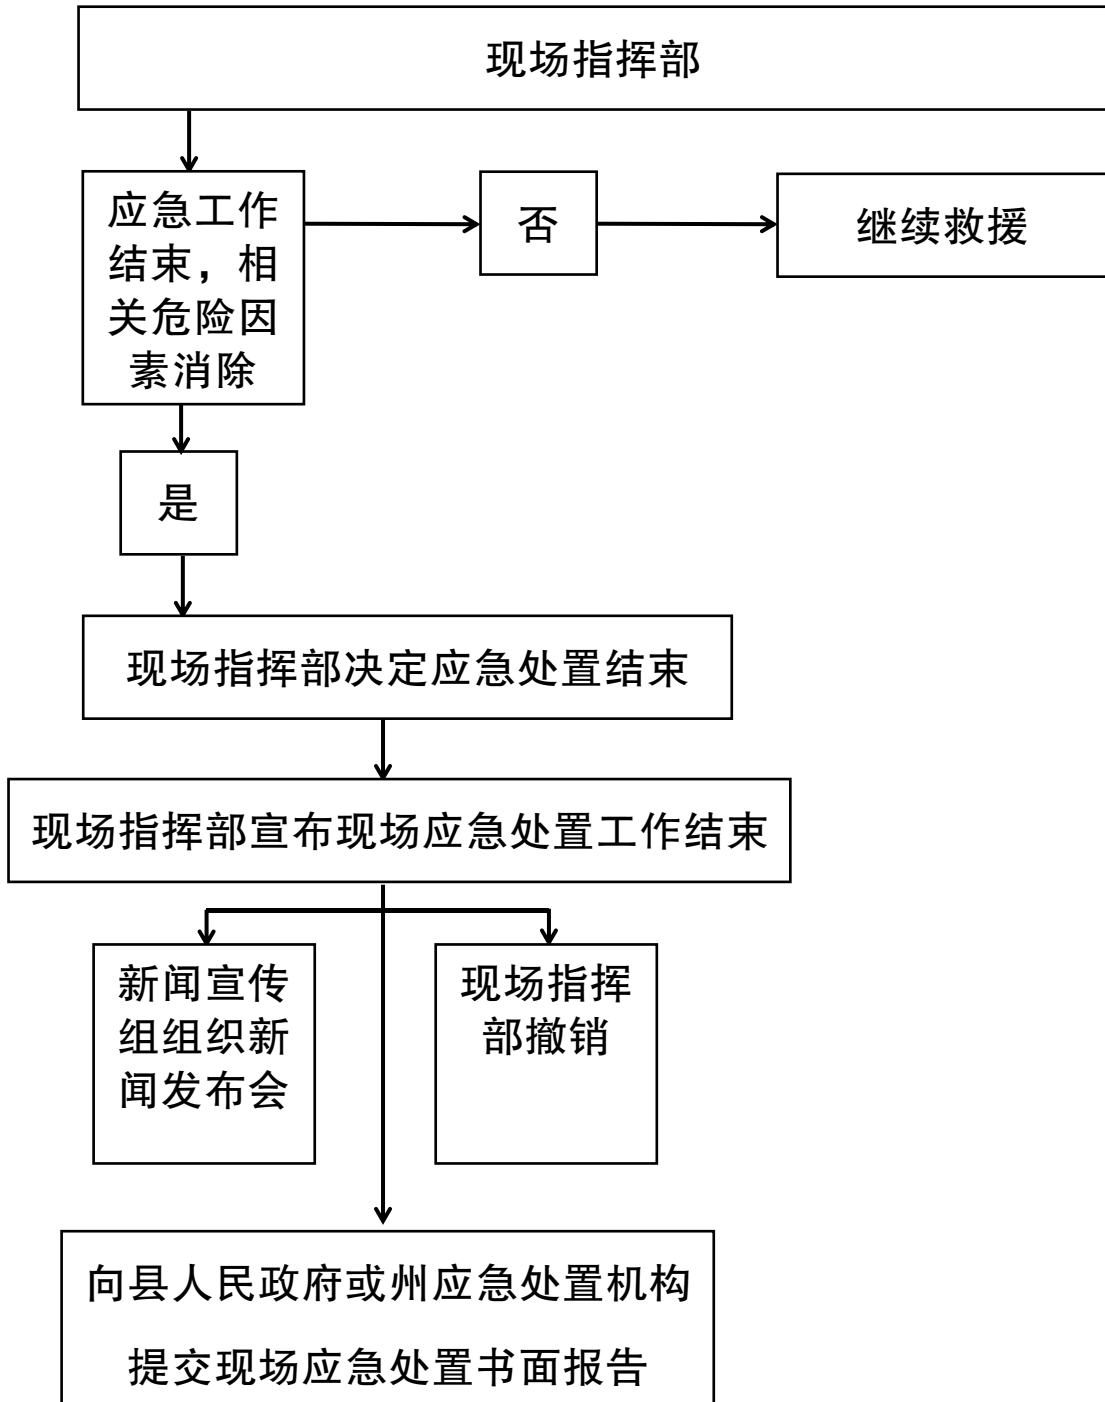 现场指挥部
应急工作
结束，相
关危险因
素消除
否
继续救援
是
现场指挥部决定应急处置结束
现场指挥部宣布现场应急处置工作结束
新闻宣传
组组织新
闻发布会
现场指挥
部撤销
向县人民政府或州应急处置机构
提交现场应急处置书面报告